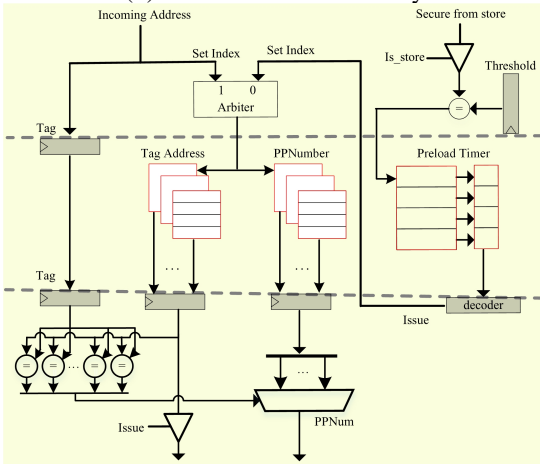 Incoming Address
Secure from store
Set Index
Set Index
Is_store
Threshold
1 0
Arbiter
=
Tag
Tag Address
PPNumber
Preload Timer
...
...
Tag
decoder
Issue
= = ... = =
...
Issue
PPNum